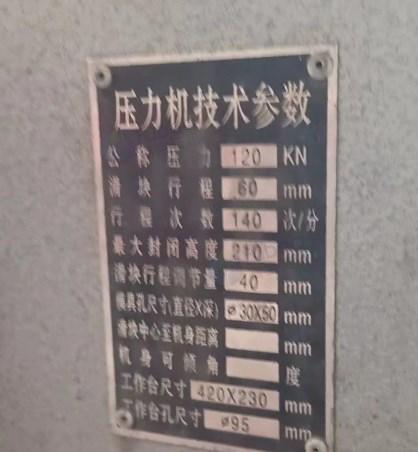 压力机技术参数
公称压力 120 KN
滑块行程 60 mm
行程次数 140 次/分
最大封闭高度 210 mm
滑块行程调节量 40 mm
模具孔尺寸(直径X深) ø30X50 mm
滑块中心至机身距离 mm
机身可倾角 度
工作台尺寸 420X230 mm
工作台孔尺寸 ø95 mm